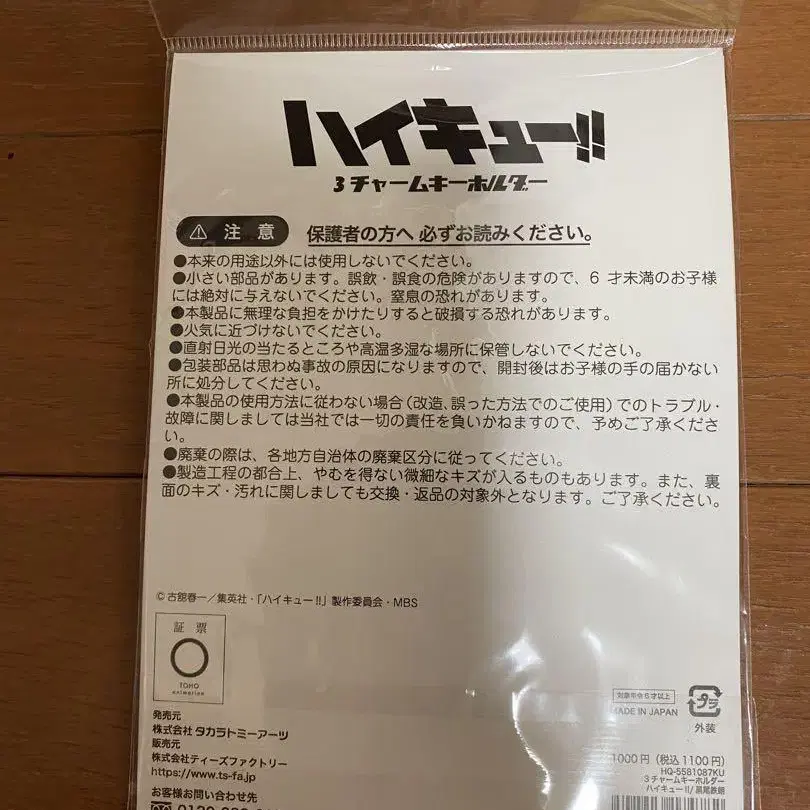 ハイキュー!!
3チャームキーホルダー
⚠ 注 意 保護者の方へ 必ずお読みください。
●本来の用途以外には使用しないでください。
●小さい部品があります。誤飲・誤食の危険がありますので、6 才未満のお子様
には絶対に与えないでください。窒息の恐れがあります。
●本製品に無理な負担をかけたりすると破損する恐れがあります。
●火気に近づけないでください。
●直射日光の当たるところや高温多湿な場所に保管しないでください。
●包装部品は思わぬ事故の原因になりますので、開封後はお子様の手の届かない
所に処分してください。
●本製品の使用方法に従わない場合(改造、誤った方法でのご使用)でのトラブル・
故障に関しましては当社では一切の責任を負いかねますので、予めご了承くださ
い。
●廃棄の際は、各地方自治体の廃棄区分に従ってください。
●製造工程の都合上、やむを得ない微細なキズが入るものもあります。また、裏
面のキズ・汚れに関しましても交換・返品の対象外となります。ご了承ください。
©古舘春一/集英社・「ハイキュー!!」製作委員会・MBS
証 票
TOHO
animation
発売元
株式会社 タカラトミーアーツ
販売元
株式会社ティーズファクトリー
https://www.ts-fa.jp
お客様お問い合わせ先
対象年令6才以上
MADE IN JAPAN
プラ
外装
1000円(税込1100円)
HQ-5581087KU
3チャームキーホルダー
ハイキュー!!/ 黒尾鉄朗